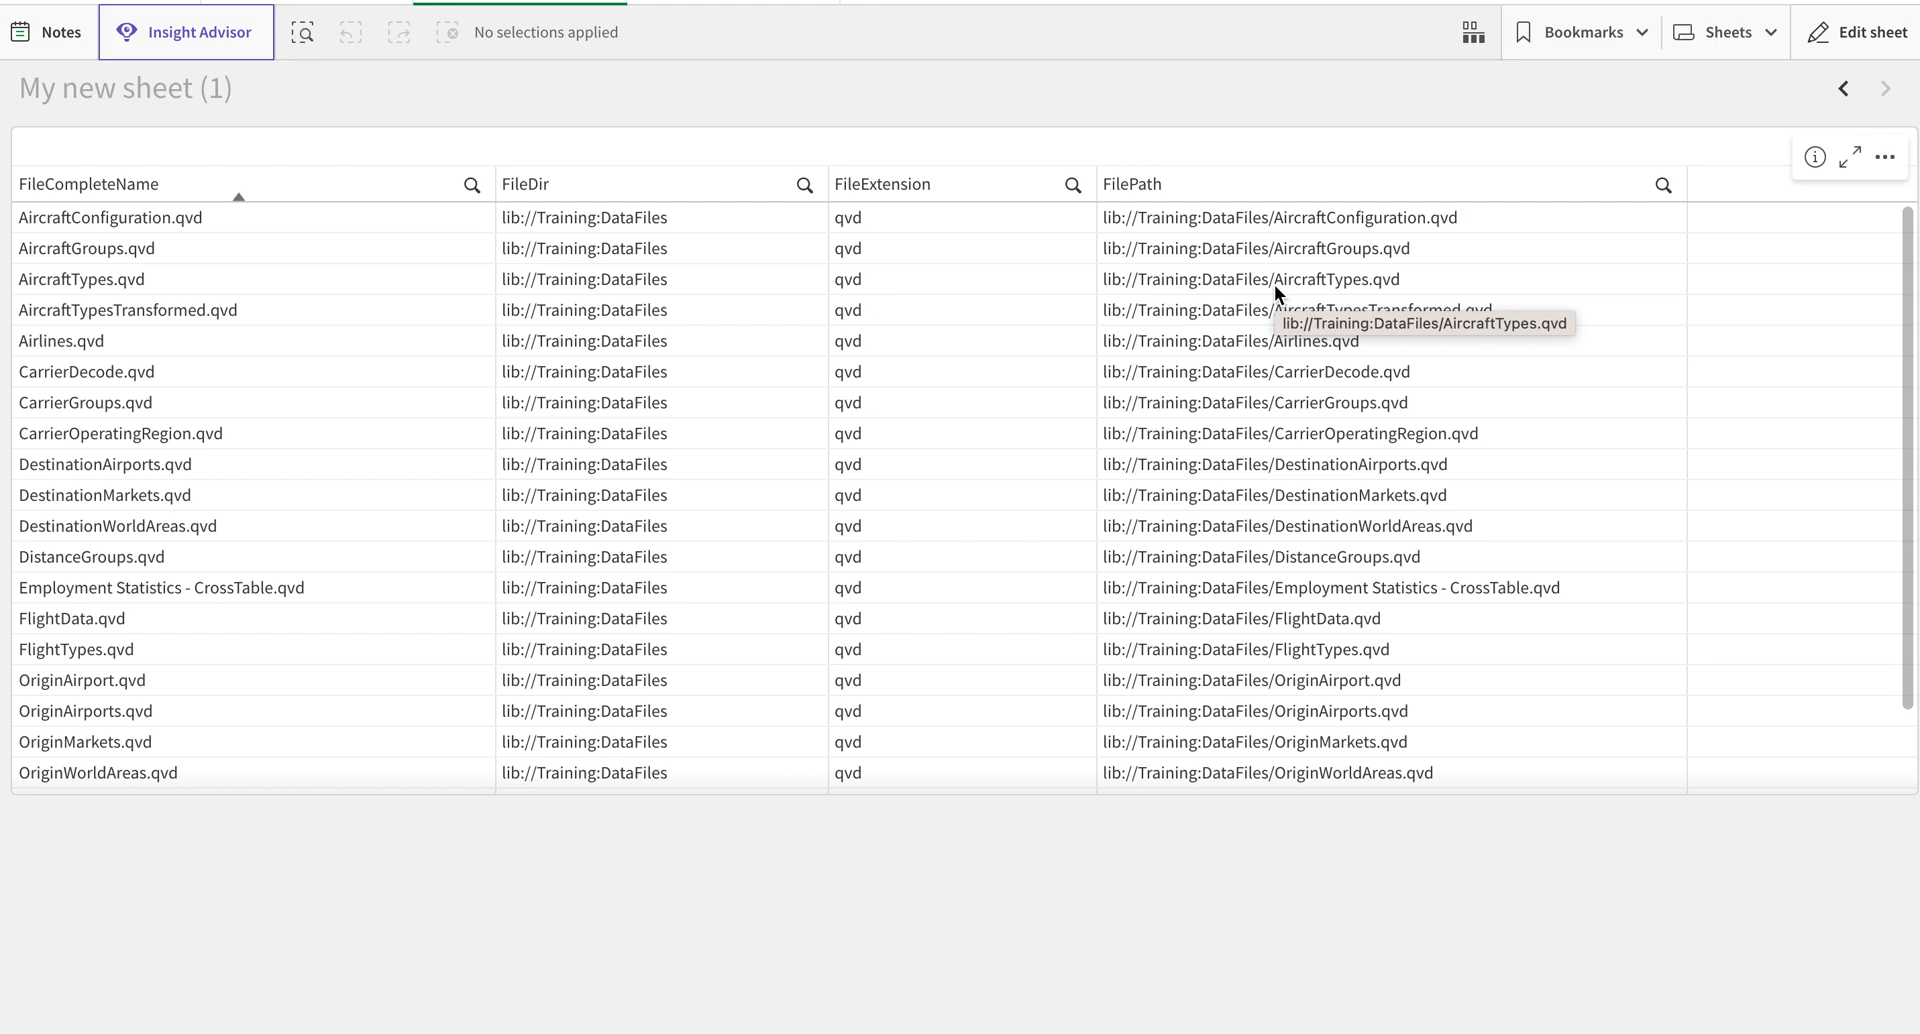 Notes Insight Advisor No selections applied Bookmarks Sheets Edit sheet
My new sheet (1)
FileCompleteName FileDir FileExtension FilePath
AircraftConfiguration.qvd lib://Training:DataFiles qvd lib://Training:DataFiles/AircraftConfiguration.qvd
AircraftGroups.qvd lib://Training:DataFiles qvd lib://Training:DataFiles/AircraftGroups.qvd
AircraftTypes.qvd lib://Training:DataFiles qvd lib://Training:DataFiles/AircraftTypes.qvd
AircraftTypesTransformed.qvd lib://Training:DataFiles qvd lib://Training:DataFiles/AircraftTypesTransformed.qvd
lib://Training:DataFiles/AircraftTypes.qvd
Airlines.qvd lib://Training:DataFiles qvd lib://Training:DataFiles/Airlines.qvd
CarrierDecode.qvd lib://Training:DataFiles qvd lib://Training:DataFiles/CarrierDecode.qvd
CarrierGroups.qvd lib://Training:DataFiles qvd lib://Training:DataFiles/CarrierGroups.qvd
CarrierOperatingRegion.qvd lib://Training:DataFiles qvd lib://Training:DataFiles/CarrierOperatingRegion.qvd
DestinationAirports.qvd lib://Training:DataFiles qvd lib://Training:DataFiles/DestinationAirports.qvd
DestinationMarkets.qvd lib://Training:DataFiles qvd lib://Training:DataFiles/DestinationMarkets.qvd
DestinationWorldAreas.qvd lib://Training:DataFiles qvd lib://Training:DataFiles/DestinationWorldAreas.qvd
DistanceGroups.qvd lib://Training:DataFiles qvd lib://Training:DataFiles/DistanceGroups.qvd
Employment Statistics - CrossTable.qvd lib://Training:DataFiles qvd lib://Training:DataFiles/Employment Statistics - CrossTable.qvd
FlightData.qvd lib://Training:DataFiles qvd lib://Training:DataFiles/FlightData.qvd
FlightTypes.qvd lib://Training:DataFiles qvd lib://Training:DataFiles/FlightTypes.qvd
OriginAirport.qvd lib://Training:DataFiles qvd lib://Training:DataFiles/OriginAirport.qvd
OriginAirports.qvd lib://Training:DataFiles qvd lib://Training:DataFiles/OriginAirports.qvd
OriginMarkets.qvd lib://Training:DataFiles qvd lib://Training:DataFiles/OriginMarkets.qvd
OriginWorldAreas.qvd lib://Training:DataFiles qvd lib://Training:DataFiles/OriginWorldAreas.qvd